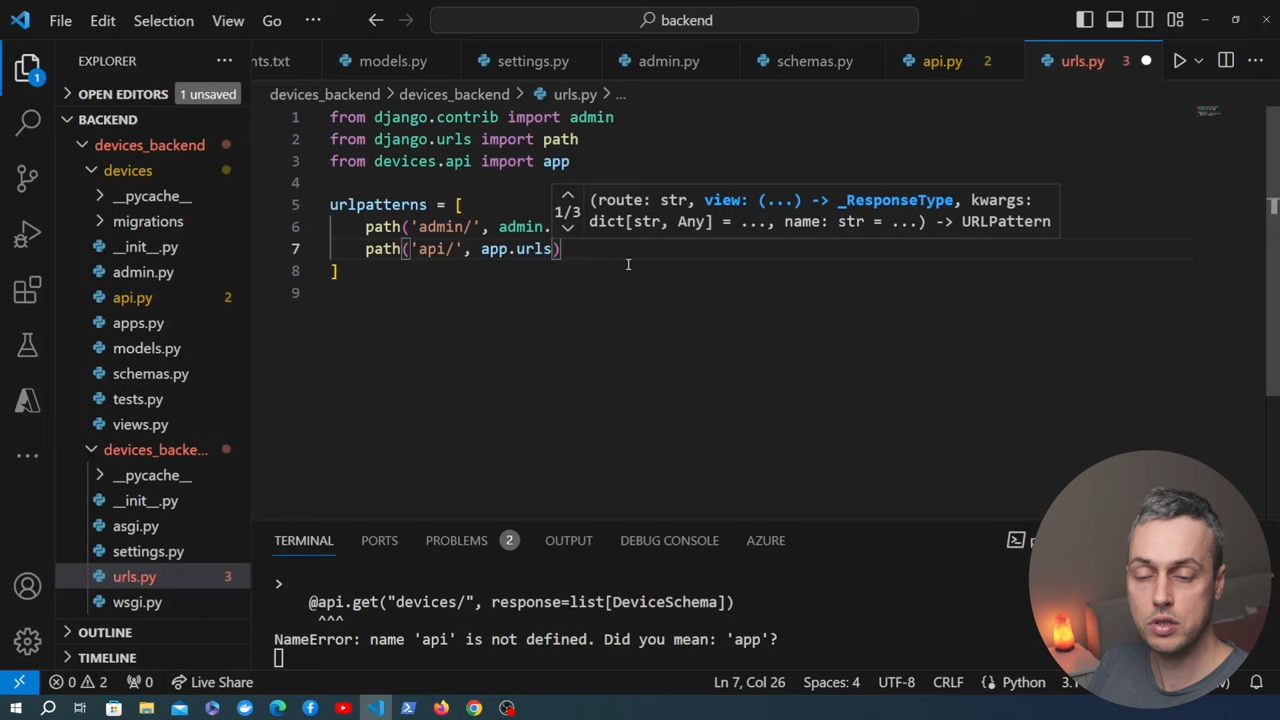 File Edit Selection View Go ··· backend
EXPLORER ···
nts.txt models.py settings.py admin.py schemas.py api.py 2 urls.py 3
OPEN EDITORS 1 unsaved
devices_backend > devices_backend > urls.py > ...
BACKEND
devices_backend
devices
__pycache__
migrations
__init__.py
admin.py
api.py 2
apps.py
models.py
schemas.py
tests.py
views.py
devices_backe...
__pycache__
__init__.py
asgi.py
settings.py
urls.py 3
wsgi.py
OUTLINE
TIMELINE
1 from django.contrib import admin
2 from django.urls import path
3 from devices.api import app
4
5 urlpatterns = [
6 path('admin/', admin.
7 path('api/', app.urls)
8 ]
9
1/3
(route: str, view: (...) -> _ResponseType, kwargs:
dict[str, Any] = ..., name: str = ...) -> URLPattern
TERMINAL PORTS PROBLEMS 2 OUTPUT DEBUG CONSOLE AZURE
>
@api.get("devices/", response=list[DeviceSchema])
^^^
NameError: name 'api' is not defined. Did you mean: 'app'?
1
0 2 0 Live Share Ln 7, Col 26 Spaces: 4 UTF-8 CRLF Python